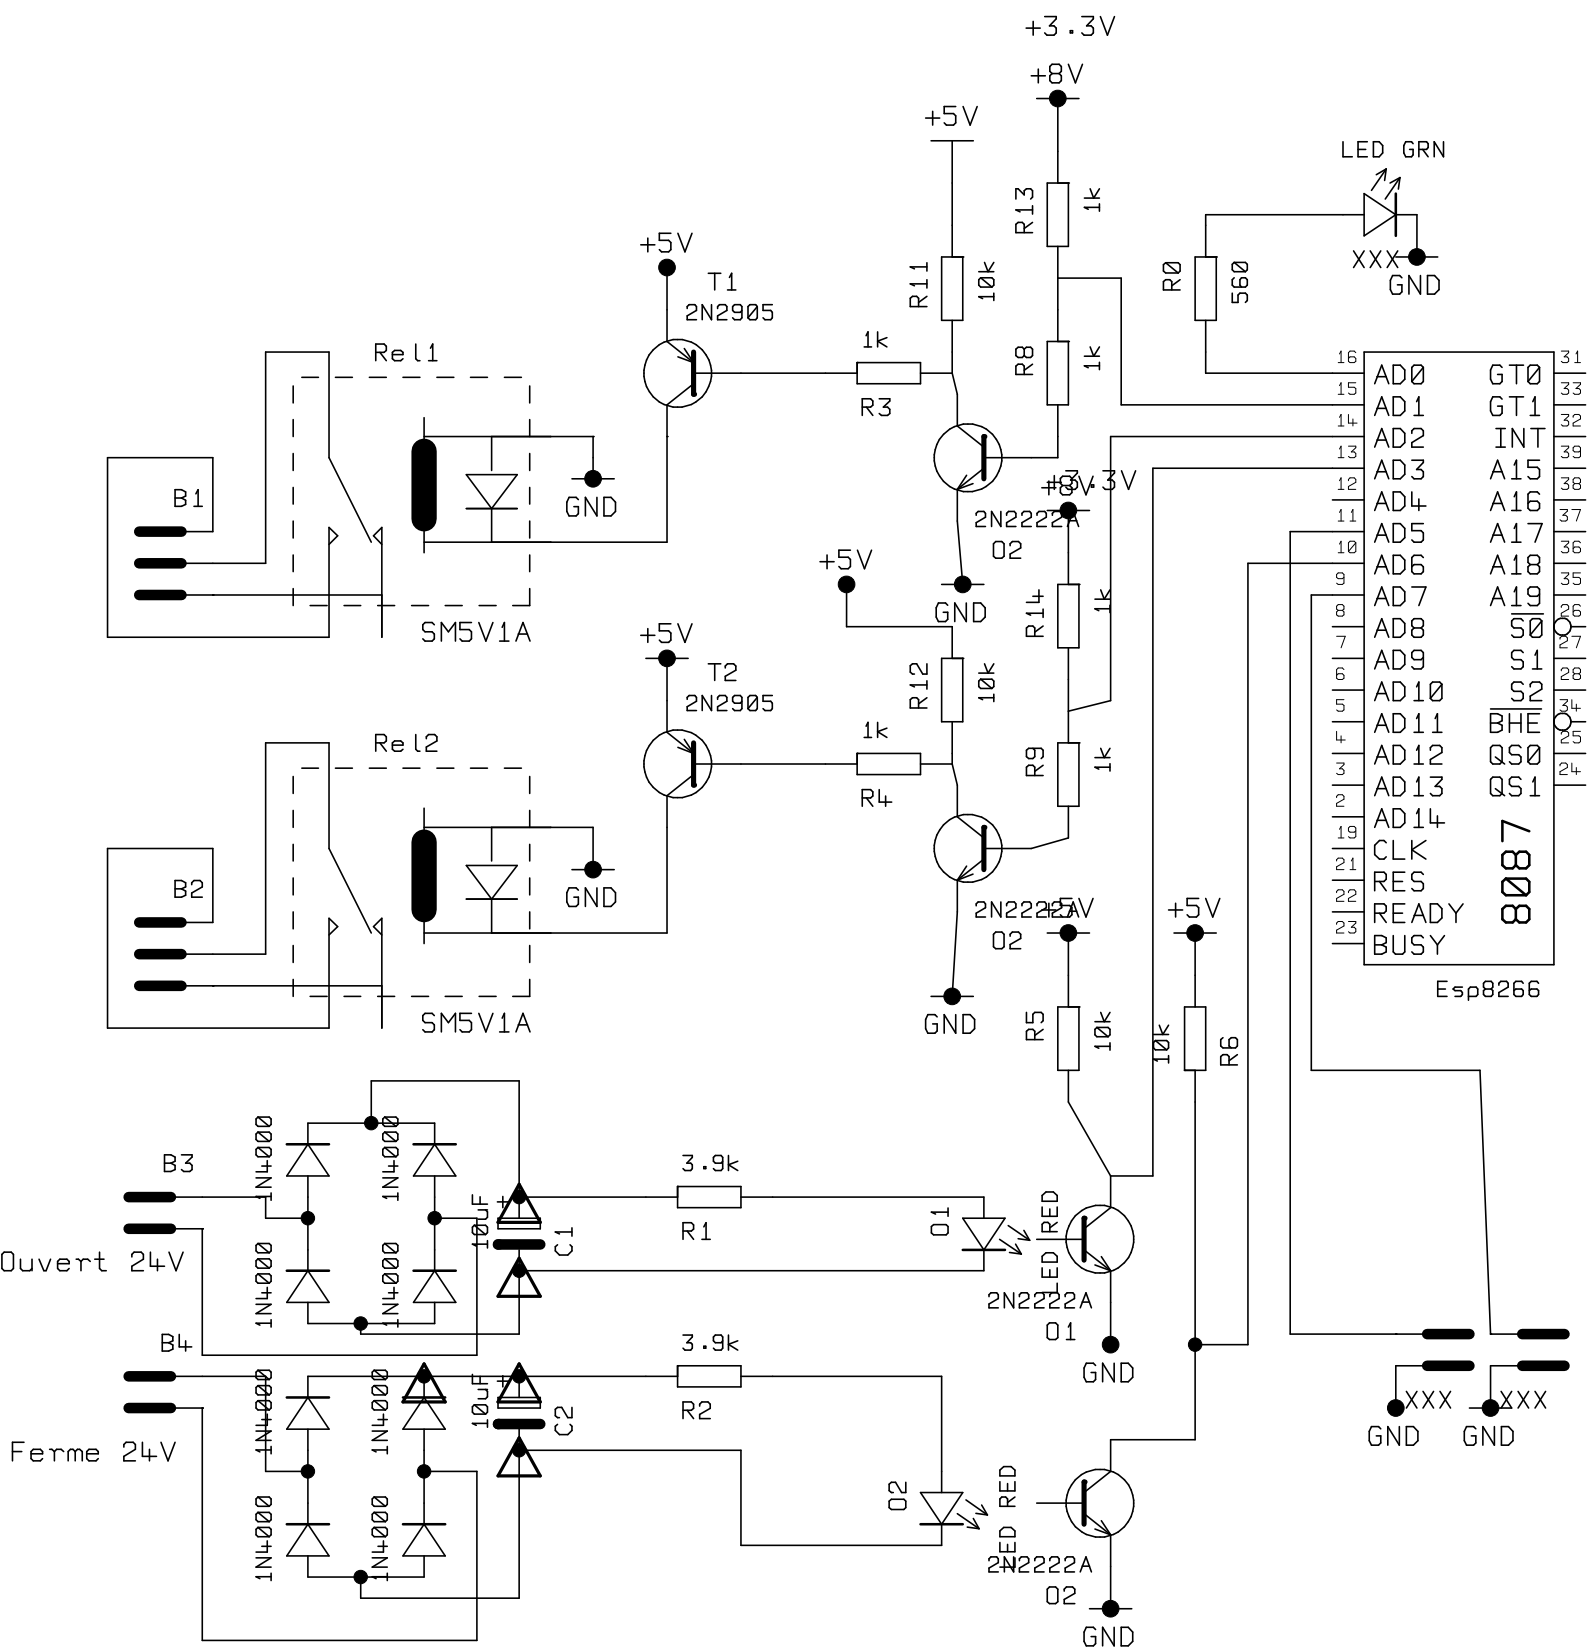 +3.3V
+8V
+5V
LED GRN
R13
1k
+5V
T1
2N2905
R11
10k
R0
560
XXX
GND
Rel1
1k
R3
R8
1k
B1
GND
SM5V1A
+3.3V
+8V
2N2222A
O2
GND
+5V
R14
1k
+5V
T2
2N2905
R12
10k
Rel2
1k
R4
R9
1k
B2
GND
SM5V1A
2N2222A
O2
GND
+5V
+5V
R5
10k
10k
R6
16 AD0 GT0 31
15 AD1 GT1 33
14 AD2 INT 32
13 AD3 A15 39
12 AD4 A16 38
11 AD5 A17 37
10 AD6 A18 36
9 AD7 A19 35
8 AD8 S0 26
7 AD9 S1 27
6 AD10 S2 28
5 AD11 BHE 34
4 AD12 QS0 25
3 AD13 QS1 24
2 AD14
19 CLK
21 RES
22 READY
23 BUSY
8087
Esp8266
1N4000
1N4000
B3
Ouvert 24V
1N4000
1N4000
10uF
+
C1
3.9k
R1
O1
LED RED
2N2222A
O1
GND
B4
Ferme 24V
1N4000
1N4000
1N4000
1N4000
10uF
+
C2
3.9k
R2
O2
LED RED
2N2222A
O2
GND
XXX
GND
XXX
GND